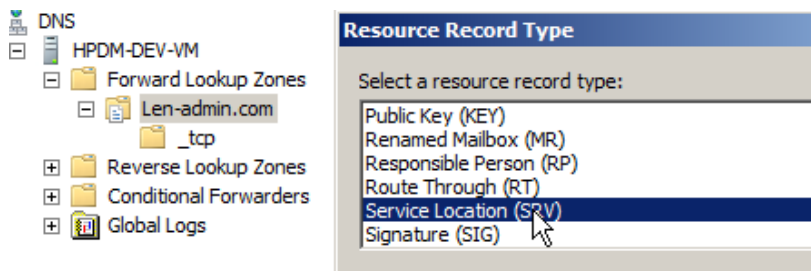 DNS
HPDM-DEV-VM
Forward Lookup Zones
Len-admin.com
_tcp
Reverse Lookup Zones
Conditional Forwarders
Global Logs
Resource Record Type
Select a resource record type:
Public Key (KEY)
Renamed Mailbox (MR)
Responsible Person (RP)
Route Through (RT)
Service Location (SRV)
Signature (SIG)